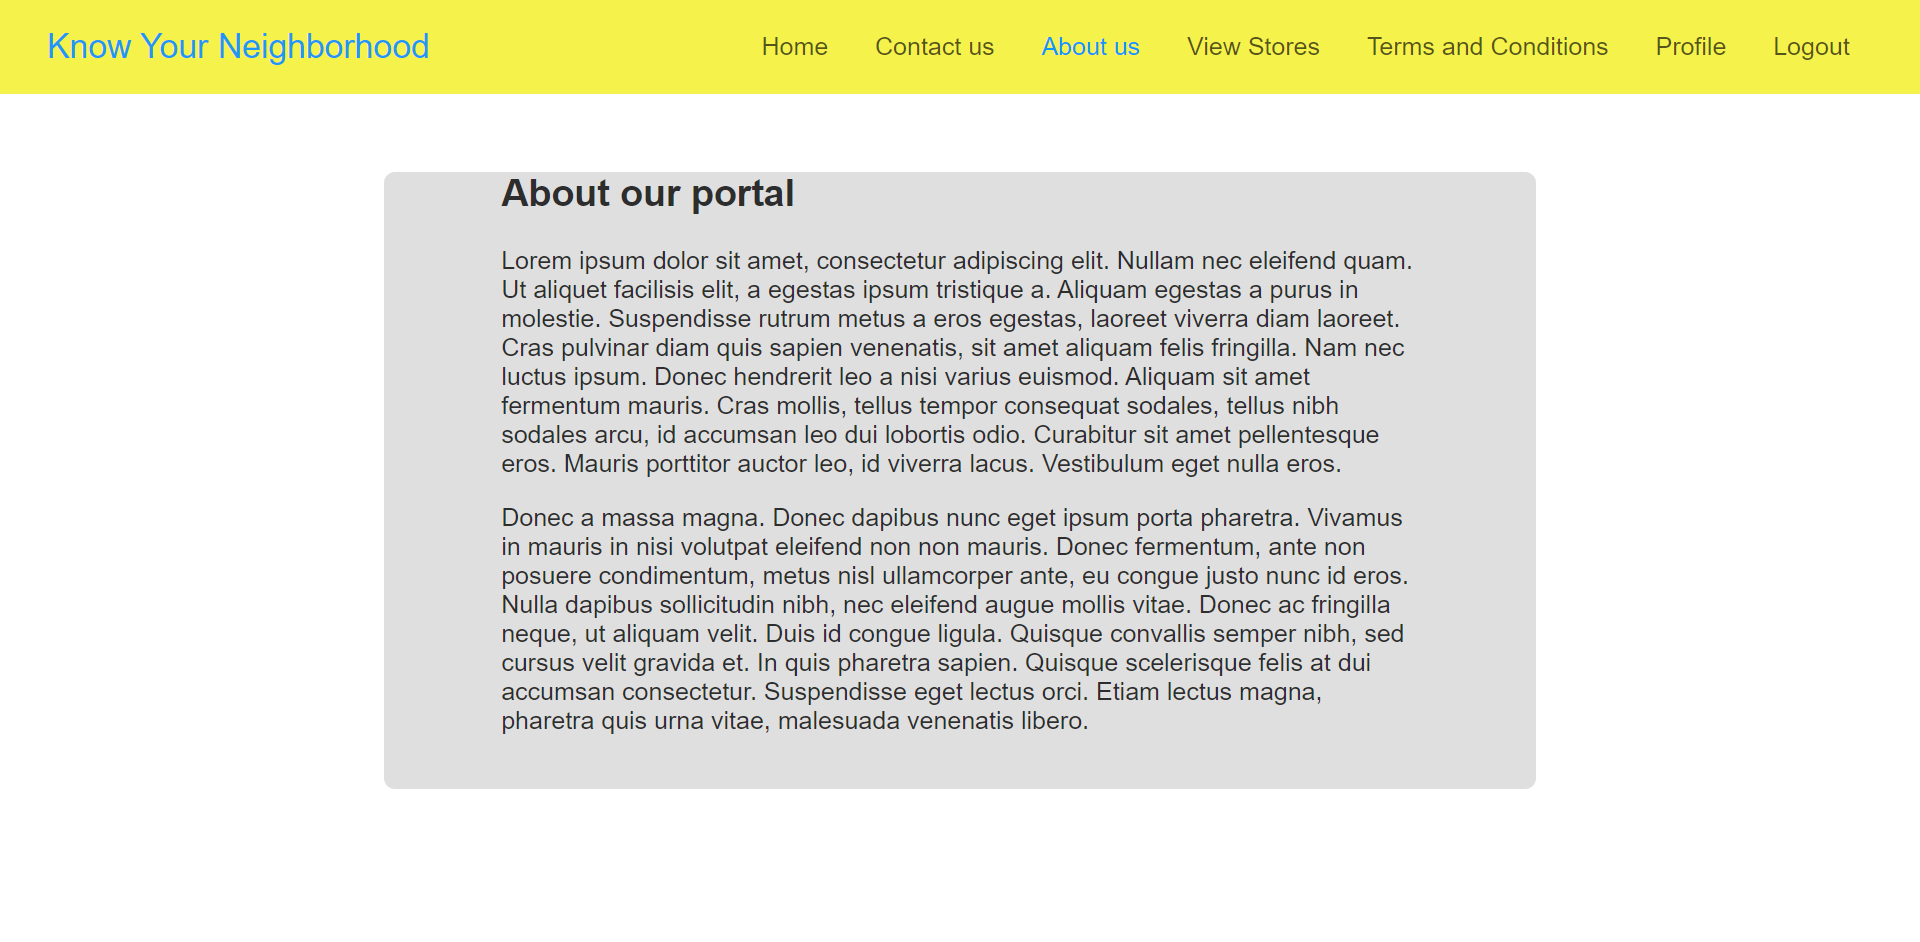 Know Your Neighborhood
Home Contact us About us View Stores Terms and Conditions Profile Logout
About our portal
Lorem ipsum dolor sit amet, consectetur adipiscing elit. Nullam nec eleifend quam.
Ut aliquet facilisis elit, a egestas ipsum tristique a. Aliquam egestas a purus in
molestie. Suspendisse rutrum metus a eros egestas, laoreet viverra diam laoreet.
Cras pulvinar diam quis sapien venenatis, sit amet aliquam felis fringilla. Nam nec
luctus ipsum. Donec hendrerit leo a nisi varius euismod. Aliquam sit amet
fermentum mauris. Cras mollis, tellus tempor consequat sodales, tellus nibh
sodales arcu, id accumsan leo dui lobortis odio. Curabitur sit amet pellentesque
eros. Mauris porttitor auctor leo, id viverra lacus. Vestibulum eget nulla eros.
Donec a massa magna. Donec dapibus nunc eget ipsum porta pharetra. Vivamus
in mauris in nisi volutpat eleifend non non mauris. Donec fermentum, ante non
posuere condimentum, metus nisl ullamcorper ante, eu congue justo nunc id eros.
Nulla dapibus sollicitudin nibh, nec eleifend augue mollis vitae. Donec ac fringilla
neque, ut aliquam velit. Duis id congue ligula. Quisque convallis semper nibh, sed
cursus velit gravida et. In quis pharetra sapien. Quisque scelerisque felis at dui
accumsan consectetur. Suspendisse eget lectus orci. Etiam lectus magna,
pharetra quis urna vitae, malesuada venenatis libero.